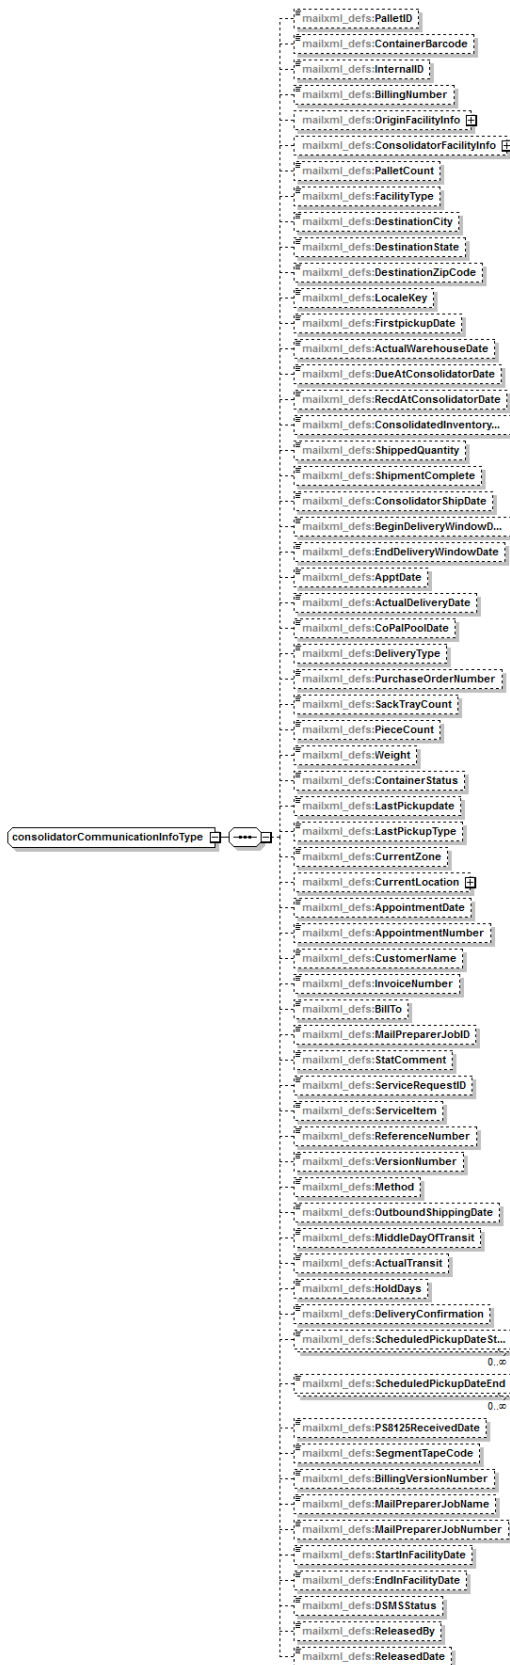 mailxml_defs:PalletID
mailxml_defs:ContainerBarcode
mailxml_defs:InternalID
mailxml_defs:BillingNumber
mailxml_defs:OriginFacilityInfo
mailxml_defs:ConsolidatorFacilityInfo
mailxml_defs:PalletCount
mailxml_defs:FacilityType
mailxml_defs:DestinationCity
mailxml_defs:DestinationState
mailxml_defs:DestinationZipCode
mailxml_defs:LocaleKey
mailxml_defs:FirstpickupDate
mailxml_defs:ActualWarehouseDate
mailxml_defs:DueAtConsolidatorDate
mailxml_defs:RecdAtConsolidatorDate
mailxml_defs:ConsolidatedInventory...
mailxml_defs:ShippedQuantity
mailxml_defs:ShipmentComplete
mailxml_defs:ConsolidatorShipDate
mailxml_defs:BeginDeliveryWindowD...
mailxml_defs:EndDeliveryWindowDate
mailxml_defs:ApptDate
mailxml_defs:ActualDeliveryDate
mailxml_defs:CoPalPoolDate
mailxml_defs:DeliveryType
mailxml_defs:PurchaseOrderNumber
mailxml_defs:SackTrayCount
mailxml_defs:PieceCount
mailxml_defs:Weight
mailxml_defs:ContainerStatus
mailxml_defs:LastPickupdate
mailxml_defs:LastPickupType
consolidatorCommunicationInfoType
mailxml_defs:CurrentZone
mailxml_defs:CurrentLocation
mailxml_defs:AppointmentDate
mailxml_defs:AppointmentNumber
mailxml_defs:CustomerName
mailxml_defs:InvoiceNumber
mailxml_defs:BillTo
mailxml_defs:MailPreparerJobID
mailxml_defs:StatComment
mailxml_defs:ServiceRequestID
mailxml_defs:ServiceItem
mailxml_defs:ReferenceNumber
mailxml_defs:VersionNumber
mailxml_defs:Method
mailxml_defs:OutboundShippingDate
mailxml_defs:MiddleDayOfTransit
mailxml_defs:ActualTransit
mailxml_defs:HoldDays
mailxml_defs:DeliveryConfirmation
mailxml_defs:ScheduledPickupDateSt...
0..∞
mailxml_defs:ScheduledPickupDateEnd
0..∞
mailxml_defs:PS8125ReceivedDate
mailxml_defs:SegmentTapeCode
mailxml_defs:BillingVersionNumber
mailxml_defs:MailPreparerJobName
mailxml_defs:MailPreparerJobNumber
mailxml_defs:StartInFacilityDate
mailxml_defs:EndInFacilityDate
mailxml_defs:DSMSStatus
mailxml_defs:ReleasedBy
mailxml_defs:ReleasedDate